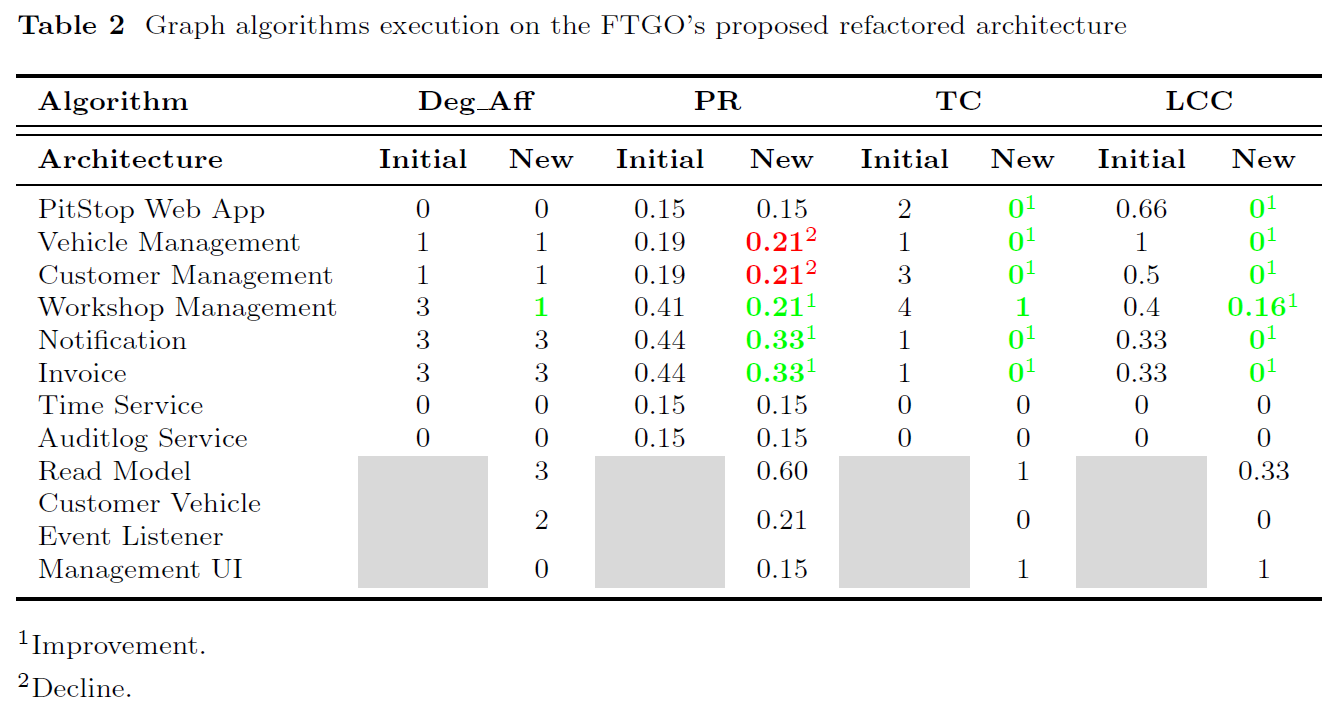 Table 2 Graph algorithms execution on the FTGO's proposed refactored architecture
Algorithm Deg_Aff PR TC LCC
Architecture Initial New Initial New Initial New Initial New
PitStop Web App 0 0 0.15 0.15 2 0¹ 0.66 0¹
Vehicle Management 1 1 0.19 0.21² 1 0¹ 1 0¹
Customer Management 1 1 0.19 0.21² 3 0¹ 0.5 0¹
Workshop Management 3 1 0.41 0.21¹ 4 1 0.4 0.16¹
Notification 3 3 0.44 0.33¹ 1 0¹ 0.33 0¹
Invoice 3 3 0.44 0.33¹ 1 0¹ 0.33 0¹
Time Service 0 0 0.15 0.15 0 0 0 0
Auditlog Service 0 0 0.15 0.15 0 0 0 0
Read Model 3 0.60 1 0.33
Customer Vehicle
Event Listener 2 0.21 0 0
Management UI 0 0.15 1 1
¹Improvement.
²Decline.